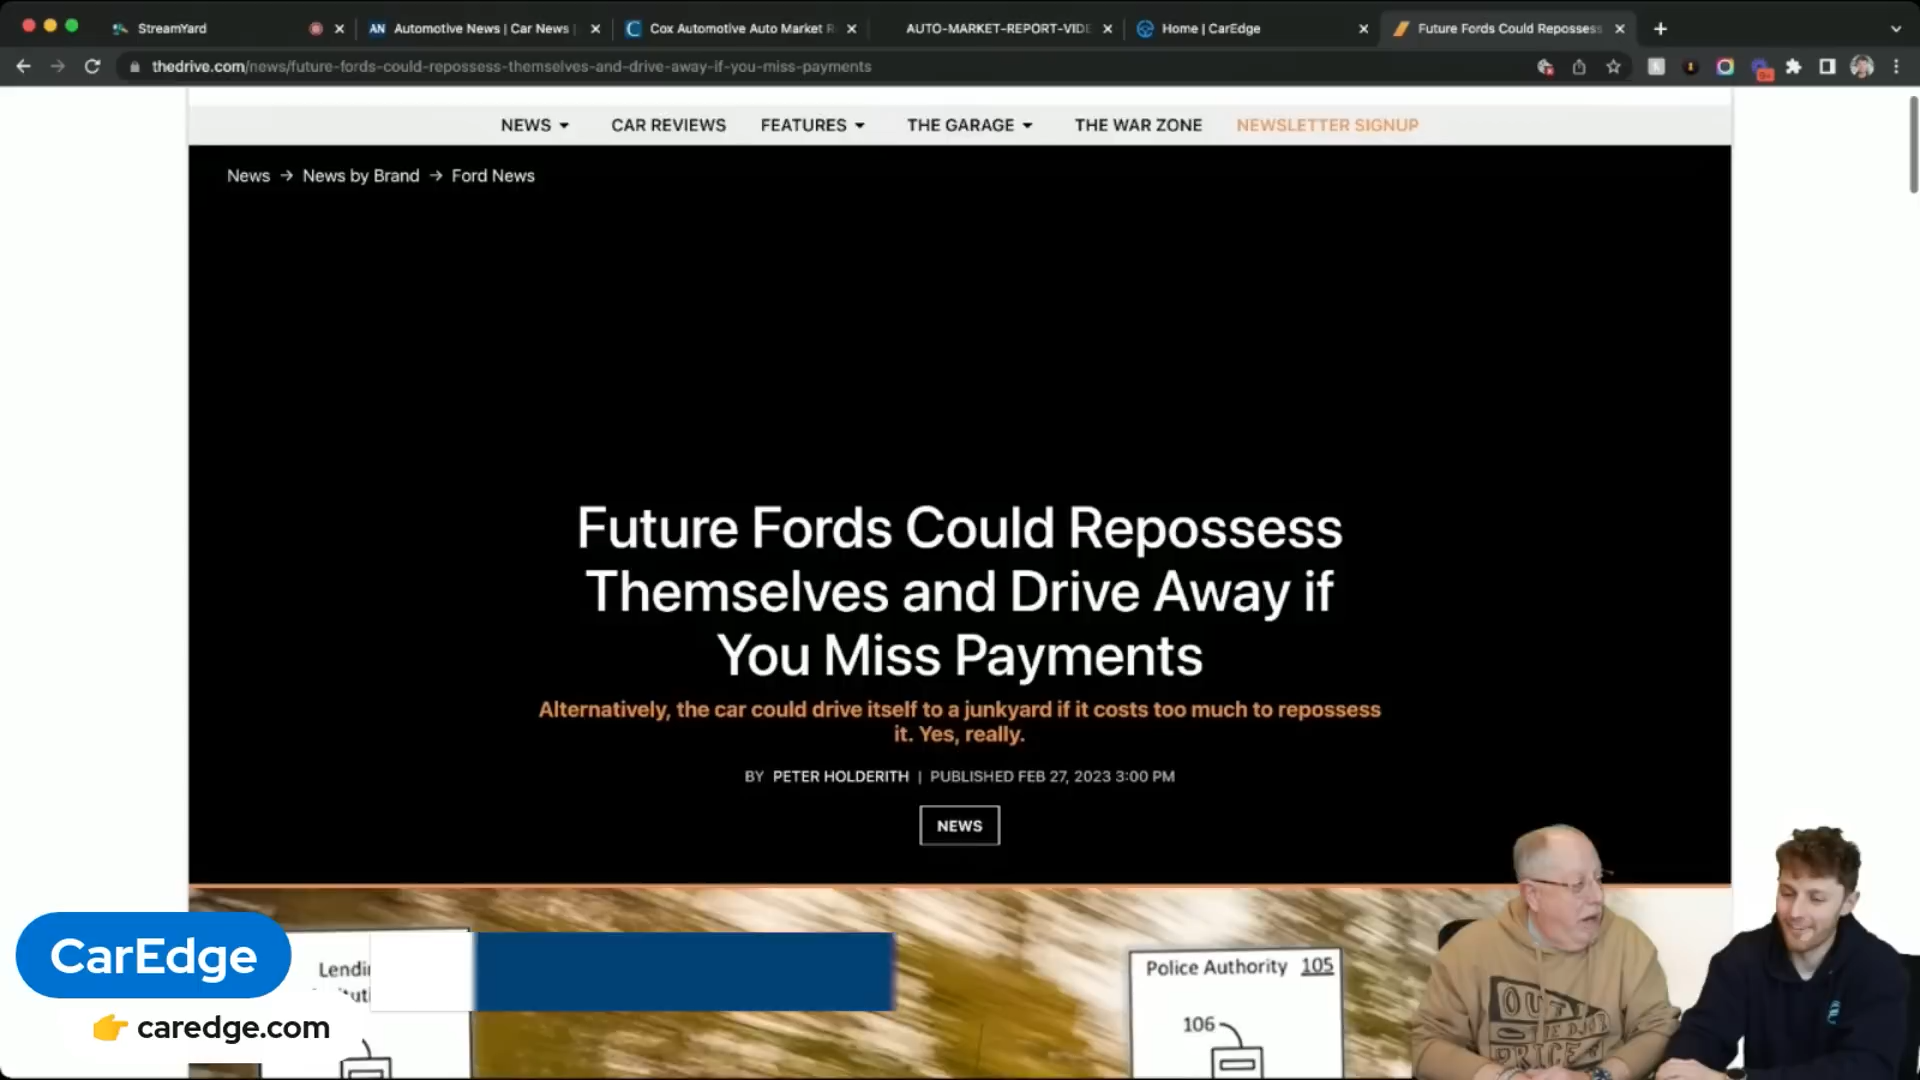 StreamYard
Automotive News | Car News
Cox Automotive Auto Market R
AUTO-MARKET-REPORT-VIDE
Home | CarEdge
Future Fords Could Repossess
thedrive.com/news/future-fords-could-repossess-themselves-and-drive-away-if-you-miss-payments
NEWS
CAR REVIEWS
FEATURES
THE GARAGE
THE WAR ZONE
NEWSLETTER SIGNUP
News → News by Brand → Ford News
Future Fords Could Repossess
Themselves and Drive Away if
You Miss Payments
Alternatively, the car could drive itself to a junkyard if it costs too much to repossess
it. Yes, really.
BY PETER HOLDERITH | PUBLISHED FEB 27, 2023 3:00 PM
NEWS
CarEdge
caredge.com
Lendi
Police Authority 105
106
OUT
PRICE